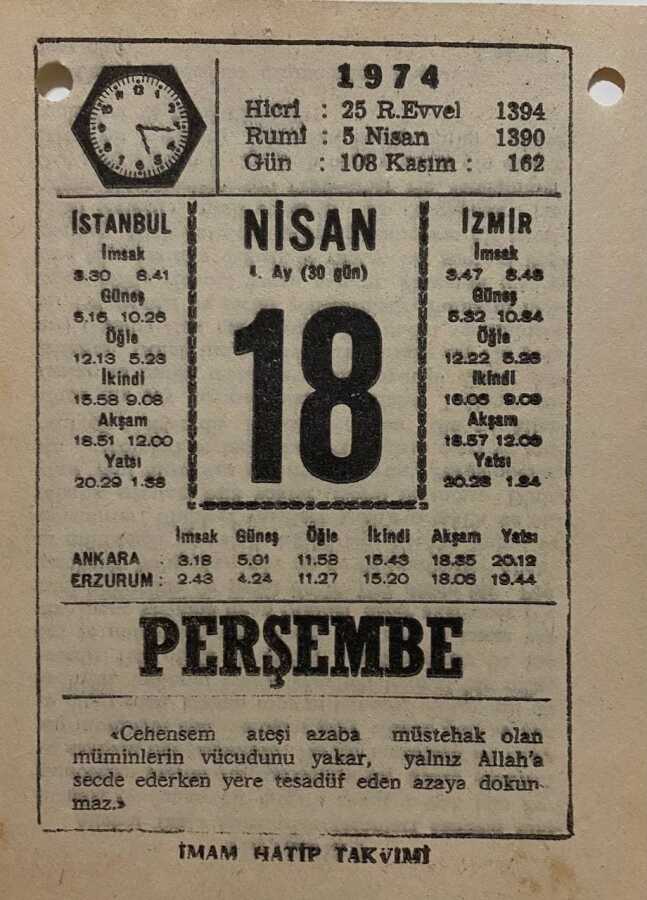 1974
Hicri : 25 R.Evvel 1394
Rumî : 5 Nisan 1390
Gün : 108 Kasım : 162
İSTANBUL
İmsak
3.30 8.41
Güneş
5.16 10.26
Öğle
12.13 5.23
İkindi
15.58 9.08
Akşam
18.51 12.00
Yatsı
20.29 1.38
NİSAN
4. Ay (30 gün)
18
İZMİR
İmsak
3.47 8.48
Güneş
5.32 10.34
Öğle
12.22 5.26
İkindi
16.05 9.09
Akşam
18.57 12.00
Yatsı
20.28 1.34
İmsak Güneş Öğle İkindi Akşam Yatsı
ANKARA : 3.18 5.01 11.58 15.43 18.35 20.12
ERZURUM : 2.43 4.24 11.27 15.20 18.06 19.44
PERŞEMBE
«Cehensem ateşi azaba müstehak olan
müminlerin vücudunu yakar, yalnız Allah'a
secde ederken yere tesadüf eden azaya dokun-
maz.»
İMAM HATİP TAKVİMİ